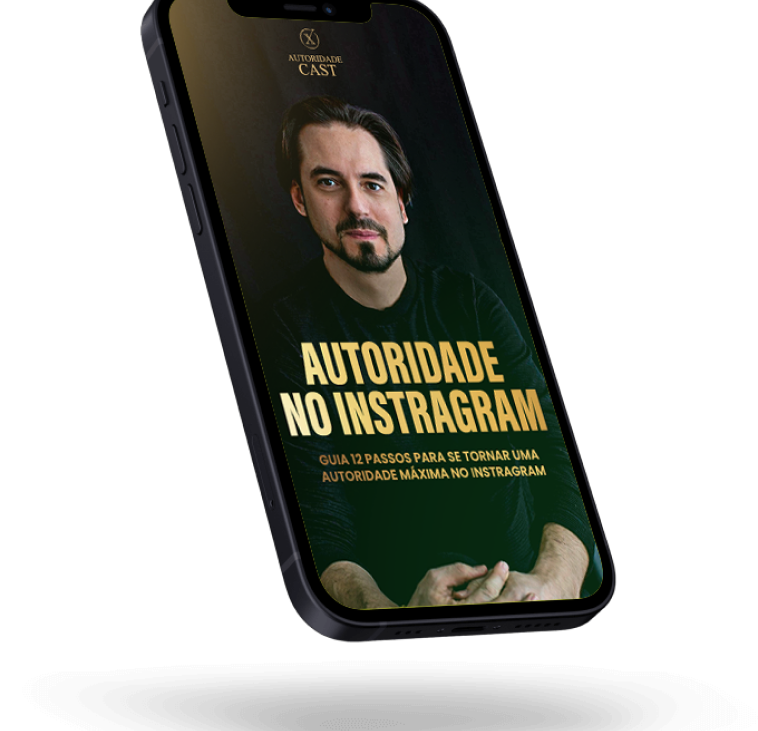 AUTORIDADE
CAST
AUTORIDADE
NO INSTRAGRAM
GUIA 12 PASSOS PARA SE TORNAR UMA
AUTORIDADE MÁXIMA NO INSTRAGRAM